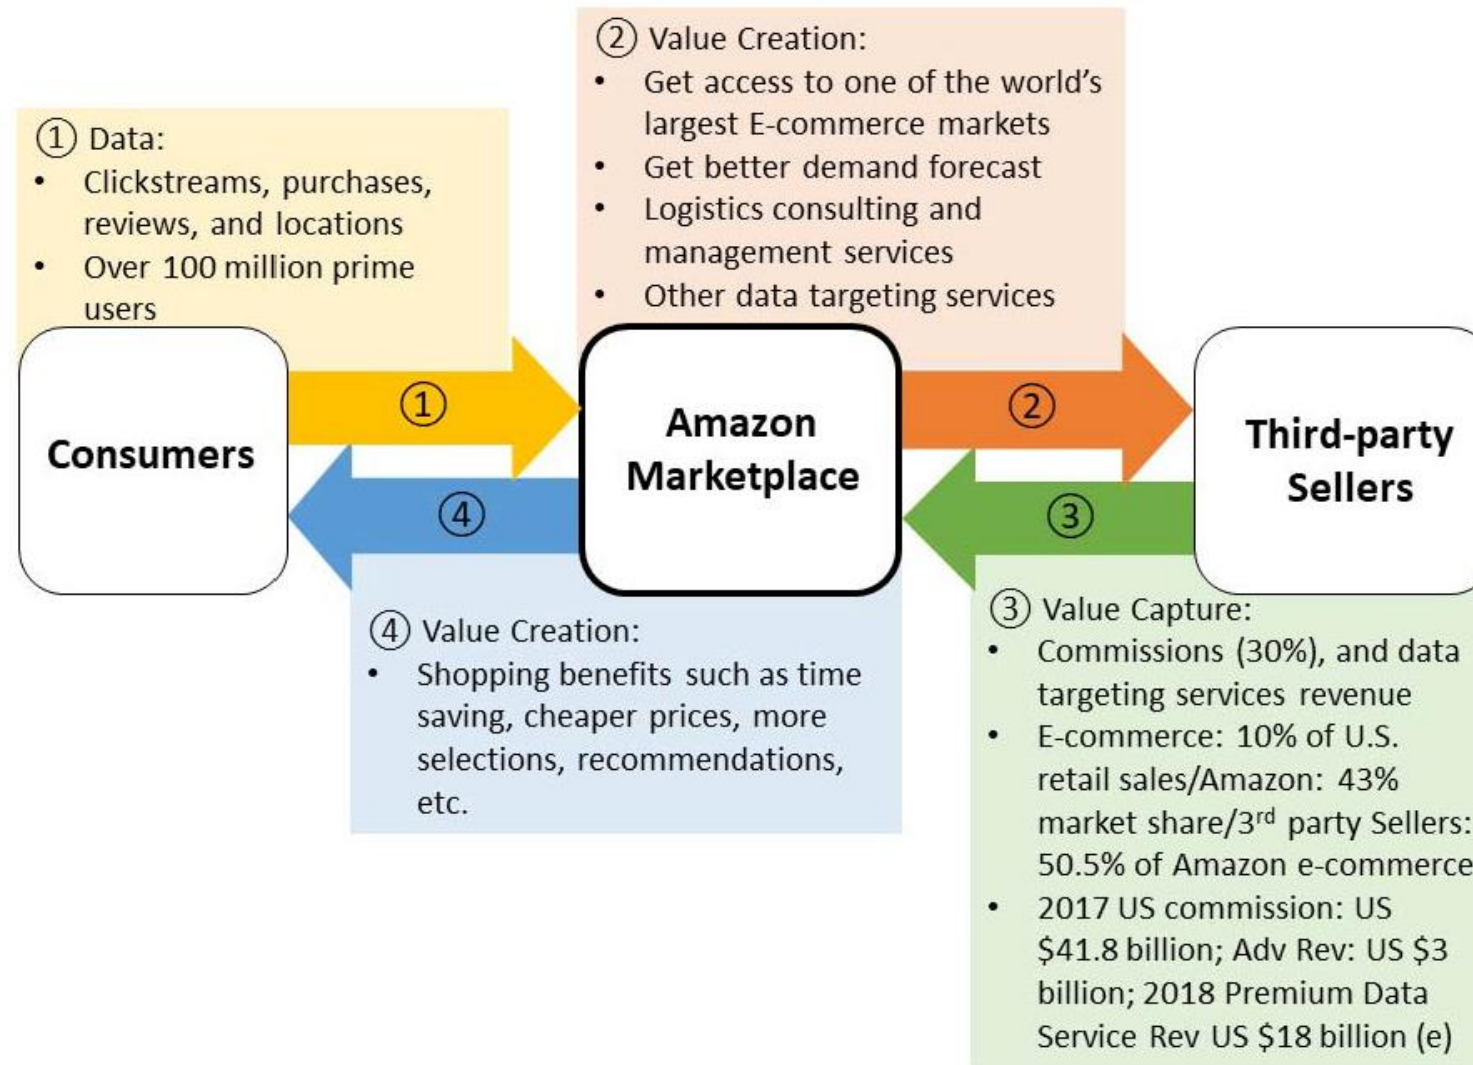 ② Value Creation:
• Get access to one of the world's
largest E-commerce markets
• Get better demand forecast
• Logistics consulting and
management services
• Other data targeting services
① Data:
• Clickstreams, purchases,
reviews, and locations
• Over 100 million prime
users
Consumers
①
④
Amazon
Marketplace
②
③
Third-party
Sellers
④ Value Creation:
• Shopping benefits such as time
saving, cheaper prices, more
selections, recommendations,
etc.
③ Value Capture:
• Commissions (30%), and data
targeting services revenue
• E-commerce: 10% of U.S.
retail sales/Amazon: 43%
market share/3rd party Sellers:
50.5% of Amazon e-commerce
• 2017 US commission: US
$41.8 billion; Adv Rev: US $3
billion; 2018 Premium Data
Service Rev US $18 billion (e)